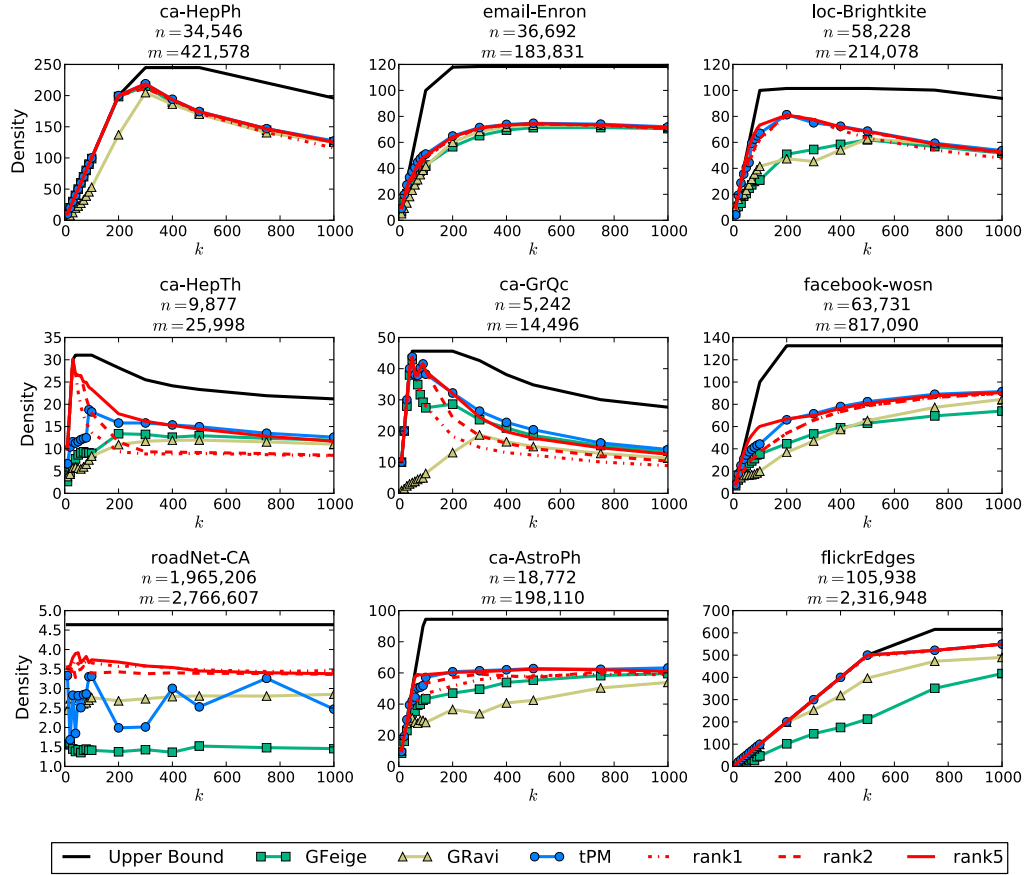 ca-HepPh
n=34,546
m=421,578
email-Enron
n=36,692
m=183,831
loc-Brightkite
n=58,228
m=214,078
250
200
150
100
50
0
Density
0 200 400 600 800 1000
k
120
100
80
60
40
20
0
0 200 400 600 800 1000
k
120
100
80
60
40
20
0
0 200 400 600 800 1000
k
ca-HepTh
n=9,877
m=25,998
ca-GrQc
n=5,242
m=14,496
facebook-wosn
n=63,731
m=817,090
35
30
25
20
15
10
5
0
Density
0 200 400 600 800 1000
k
50
40
30
20
10
0
0 200 400 600 800 1000
k
140
120
100
80
60
40
20
0
0 200 400 600 800 1000
k
roadNet-CA
n=1,965,206
m=2,766,607
ca-AstroPh
n=18,772
m=198,110
flickrEdges
n=105,938
m=2,316,948
5.0
4.5
4.0
3.5
3.0
2.5
2.0
1.5
1.0
Density
0 200 400 600 800 1000
k
100
80
60
40
20
0
0 200 400 600 800 1000
k
700
600
500
400
300
200
100
0
0 200 400 600 800 1000
k
Upper Bound GFeige GRavi tPM rank1 rank2 rank5